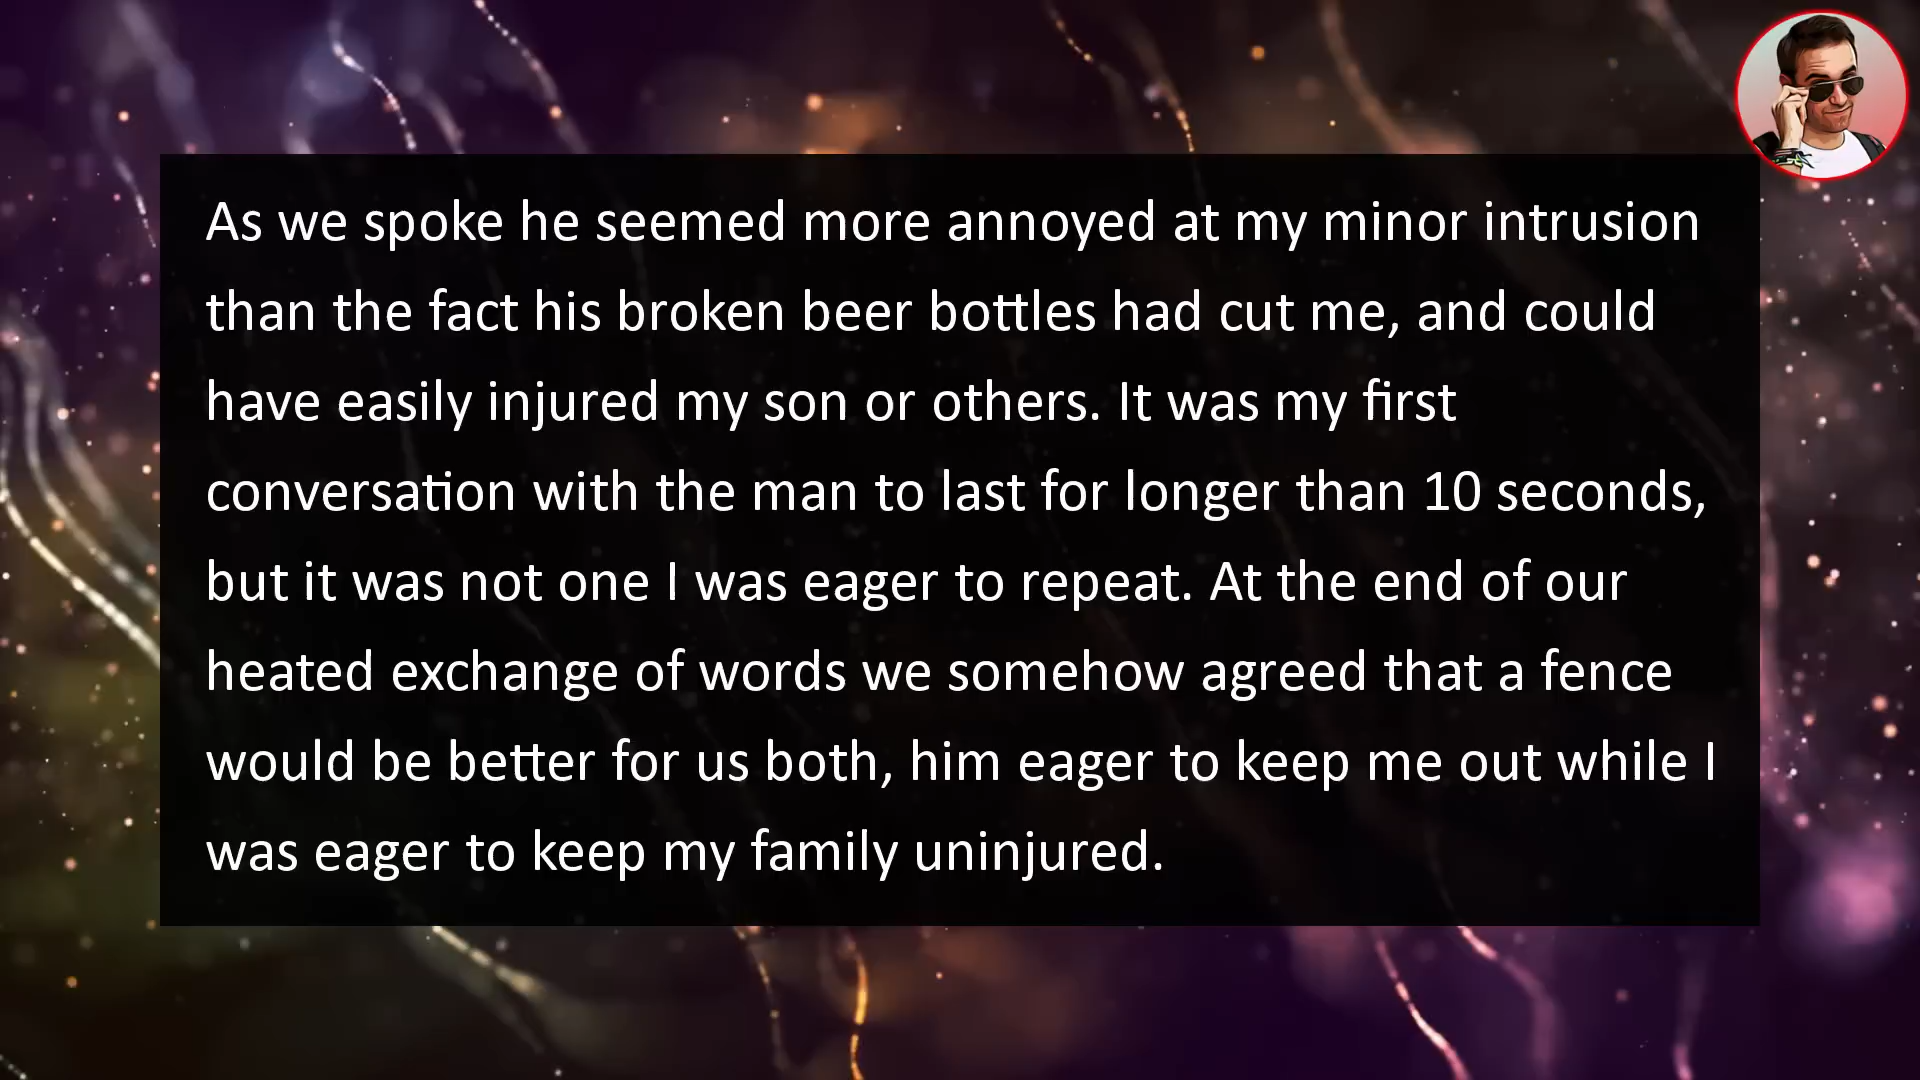 As we spoke he seemed more annoyed at my minor intrusion
than the fact his broken beer bottles had cut me, and could
have easily injured my son or others. It was my first
conversation with the man to last for longer than 10 seconds,
but it was not one I was eager to repeat. At the end of our
heated exchange of words we somehow agreed that a fence
would be better for us both, him eager to keep me out while I
was eager to keep my family uninjured.